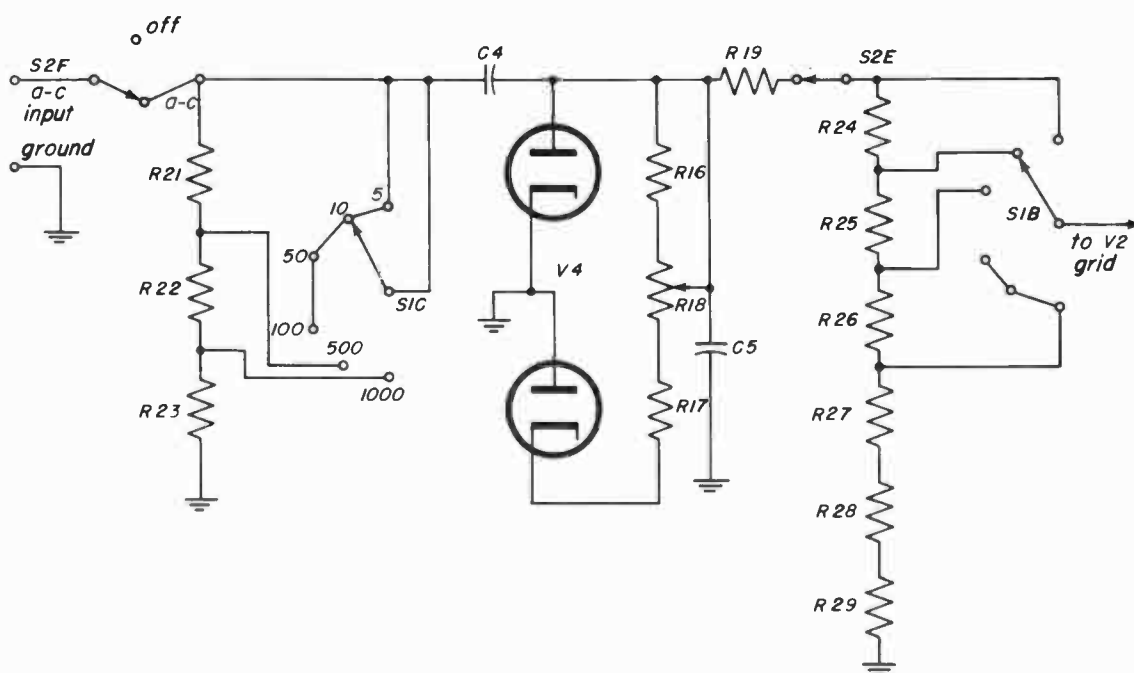 off
S2F
a-c
input
a-c
ground
R21
R22
R23
5
10
50
100
500
1000
S1C
C4
V4
R16
R18
R17
C5
R19
S2E
R24
R25
R26
R27
R28
R29
S1B
to V2
grid